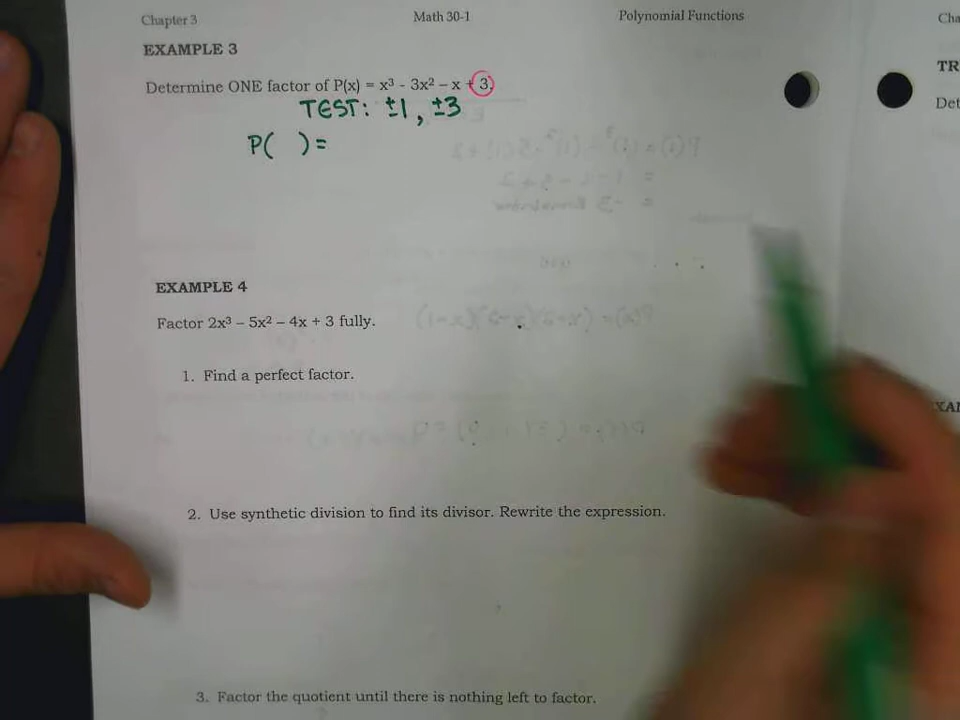 Chapter 3 Math 30-1 Polynomial Functions
EXAMPLE 3
Determine ONE factor of P(x) = x³ - 3x² – x + 3.
TEST: ±1, ±3
P( ) =
EXAMPLE 4
Factor 2x³ – 5x² – 4x + 3 fully.
1. Find a perfect factor.
2. Use synthetic division to find its divisor. Rewrite the expression.
3. Factor the quotient until there is nothing left to factor.
Cha
TR
Det
XAM